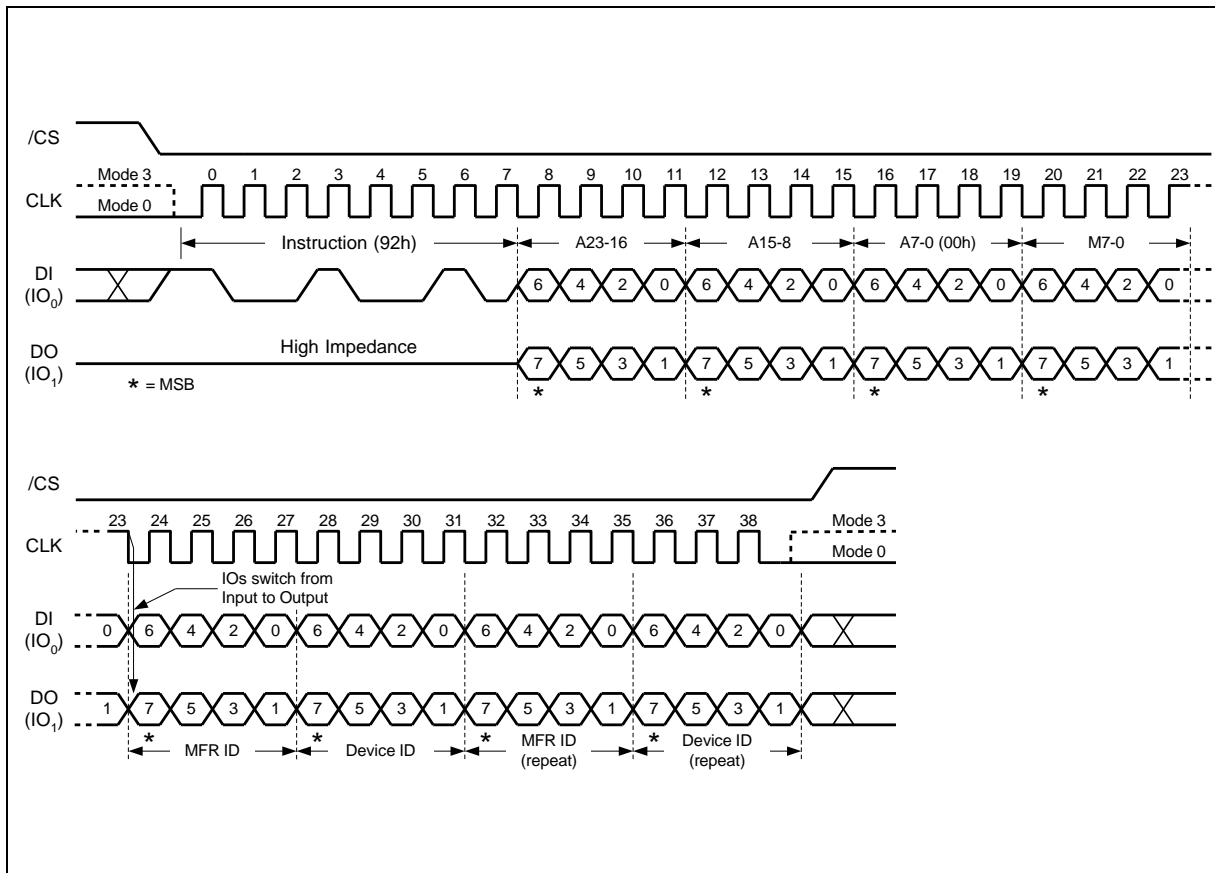 /CS
Mode 3 0 1 2 3 4 5 6 7 8 9 10 11 12 13 14 15 16 17 18 19 20 21 22 23
CLK Mode 0
Instruction (92h) A23-16 A15-8 A7-0 (00h) M7-0
DI
(IO0) 6 4 2 0 6 4 2 0 6 4 2 0 6 4 2 0
High Impedance
DO
(IO1) 7 5 3 1 7 5 3 1 7 5 3 1 7 5 3 1
* = MSB * * * *
/CS
23 24 25 26 27 28 29 30 31 32 33 34 35 36 37 38 Mode 3
CLK Mode 0
IOs switch from
Input to Output
DI
(IO0) 0 6 4 2 0 6 4 2 0 6 4 2 0 6 4 2 0
DO
(IO1) 1 7 5 3 1 7 5 3 1 7 5 3 1 7 5 3 1
* * * *
MFR ID Device ID MFR ID
(repeat) Device ID
(repeat)